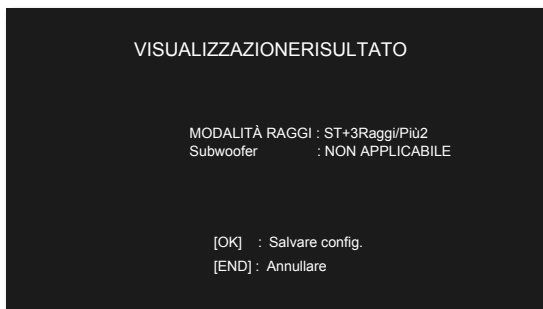 VISUALIZZAZIONERISULTATO
MODALITÀ RAGGI : ST+3Raggi/Più2
Subwoofer : NON APPLICABILE
[OK] : Salvare config.
[END] : Annullare